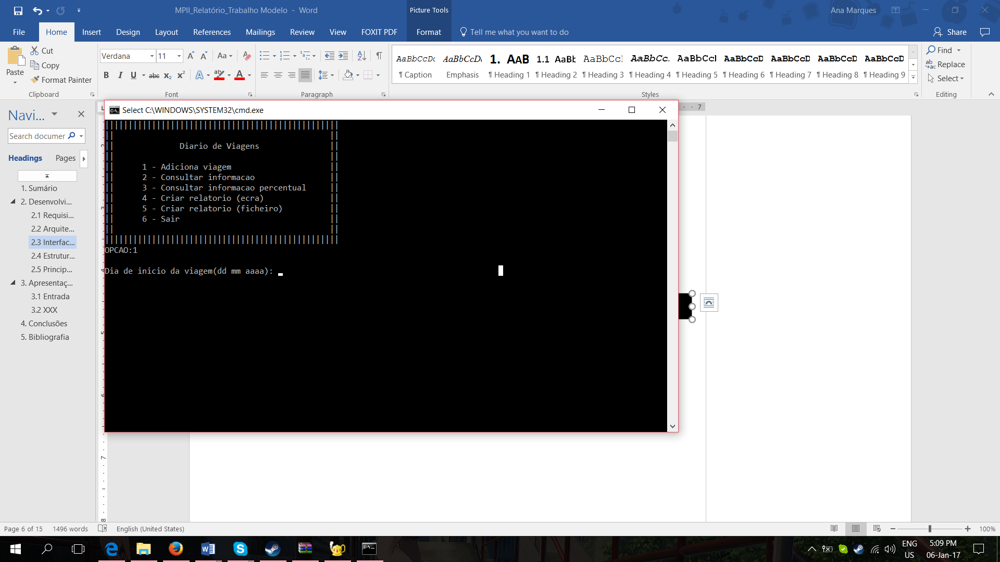 MPII_Relatório_Trabalho Modelo - Word
Picture Tools
Ana Marques
File
Home
Insert
Design
Layout
References
Mailings
Review
View
FOXIT PDF
Format
Tell me what you want to do
Share
Paste
Cut
Copy
Format Painter
Clipboard
Verdana
11
Aa
B I U abc X₂ X²
A
Font
Paragraph
AaBbCcDc
¶ Caption
AaBbCcD
Emphasis
1. AAB
¶ Heading 1
1.1 AaBb
¶ Heading 2
AaBbCcI
¶ Heading 3
AaBbCc.
¶ Heading 4
AaBbCcI
¶ Heading 5
AaBbCcD
¶ Heading 6
AaBbCcD
¶ Heading 7
AaBbCcD
¶ Heading 8
AaBbCcD
¶ Heading 9
Styles
Find
Replace
Select
Editing
Navi...
Search documer
Headings
Pages
1. Sumário
2. Desenvolvi...
2.1 Requisi...
2.2 Arquite...
2.3 Interfac...
2.4 Estrutur...
2.5 Princip...
3. Apresentaç...
3.1 Entrada
3.2 XXX
4. Conclusões
5. Bibliografia
Select C:\WINDOWS\SYSTEM32\cmd.exe
Diario de Viagens
1 - Adiciona viagem
2 - Consultar informacao
3 - Consultar informacao percentual
4 - Criar relatorio (ecra)
5 - Criar relatorio (ficheiro)
6 - Sair
OPCAO:1
Dia de inicio da viagem(dd mm aaaa):
7
7
8
Page 6 of 15
1496 words
English (United States)
100%
ENG
US
5:09 PM
06-Jan-17